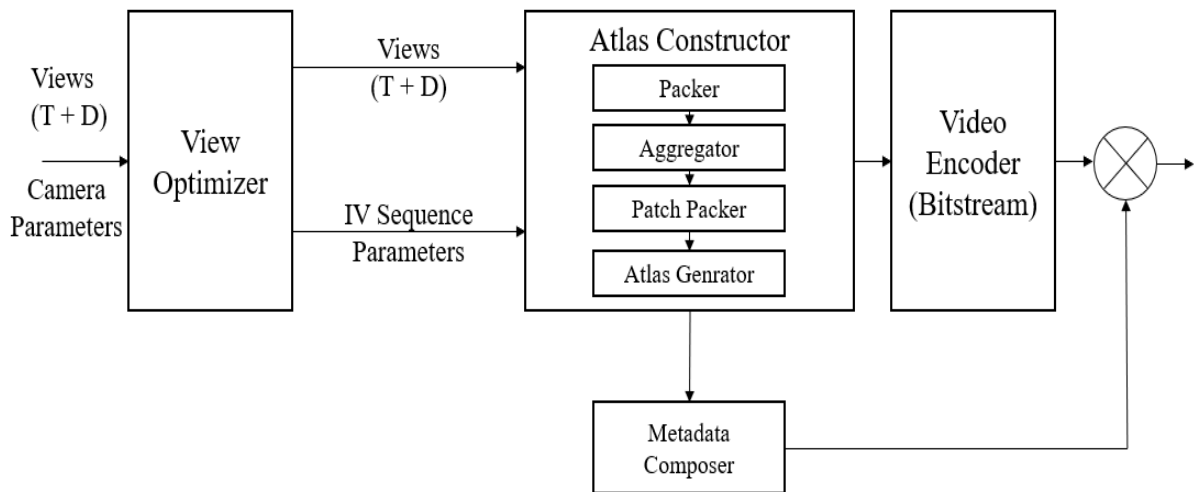 Views
(T + D)
Camera
Parameters
View
Optimizer
Views
(T + D)
IV Sequence
Parameters
Atlas Constructor
Packer
Aggregator
Patch Packer
Atlas Genrator
Video
Encoder
(Bitstream)
Metadata
Composer